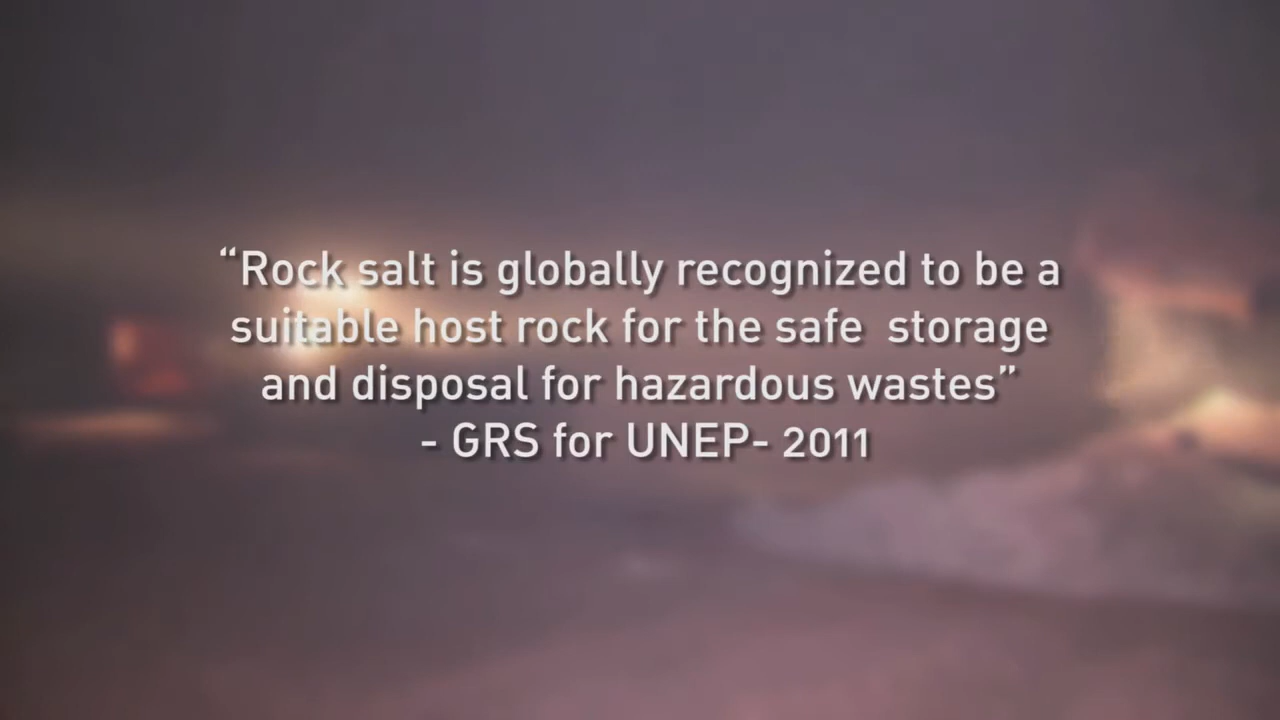 “Rock salt is globally recognized to be a
suitable host rock for the safe  storage
and disposal for hazardous wastes”
- GRS for UNEP- 2011